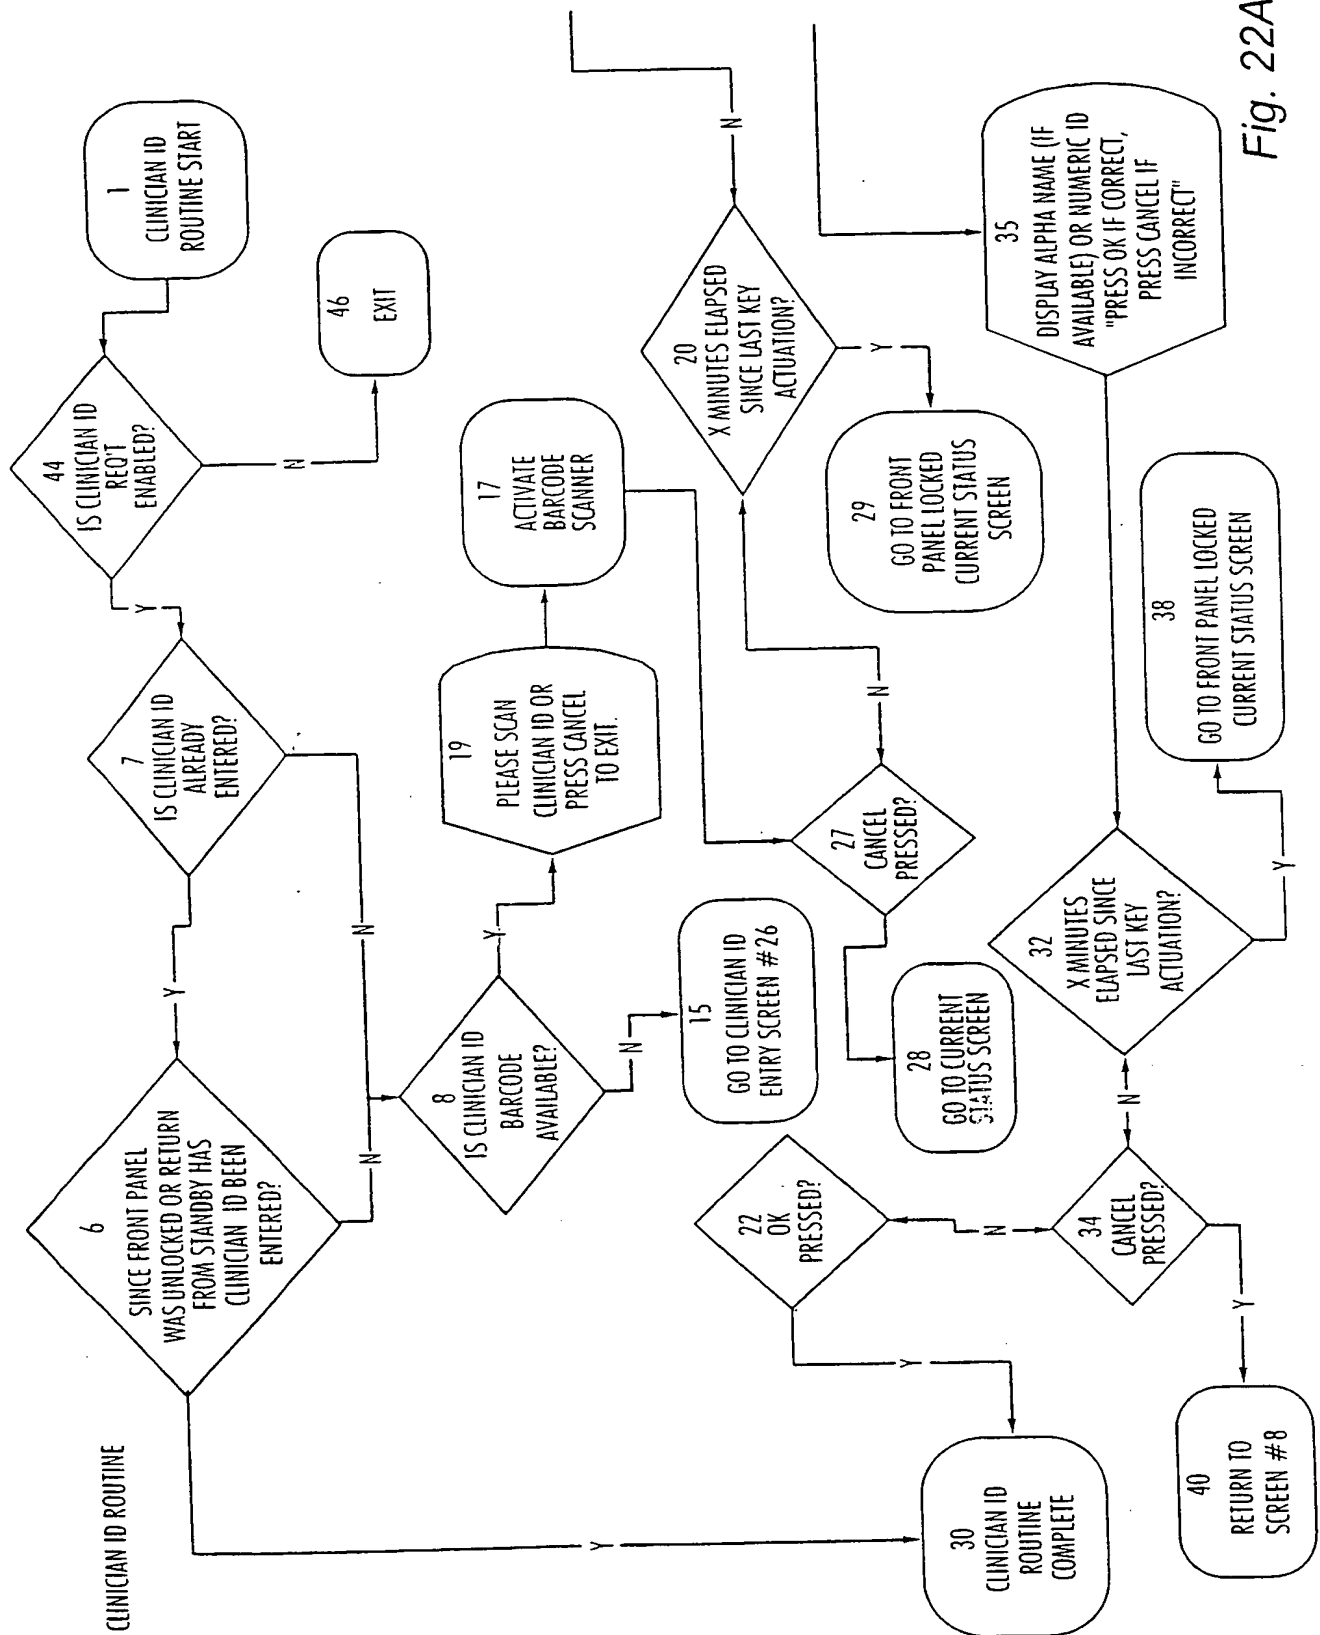 CLINICIAN ID ROUTINE
1
CLINICIAN ID
ROUTINE START
44
IS CLINICIAN ID
REQ'T
ENABLED?
N
46
EXIT
Y
7
IS CLINICIAN ID
ALREADY
ENTERED?
Y
N
6
SINCE FRONT PANEL
WAS UNLOCKED OR RETURN
FROM STANDBY HAS
CLINICIAN ID BEEN
ENTERED?
N
Y
8
IS CLINICIAN ID
BARCODE
AVAILABLE?
Y
N
19
PLEASE SCAN
CLINICIAN ID OR
PRESS CANCEL
TO EXIT.
17
ACTIVATE
BARCODE
SCANNER
15
GO TO CLINICIAN ID
ENTRY SCREEN #26
27
CANCEL
PRESSED?
N
28
GO TO CURRENT
STATUS SCREEN
20
X MINUTES ELAPSED
SINCE LAST KEY
ACTUATION?
N
Y
29
GO TO FRONT
PANEL LOCKED
CURRENT STATUS
SCREEN
35
DISPLAY ALPHA NAME (IF
AVAILABLE) OR NUMERIC ID
"PRESS OK IF CORRECT,
PRESS CANCEL IF
INCORRECT"
32
X MINUTES
ELAPSED SINCE
LAST KEY
ACTUATION?
Y
38
GO TO FRONT PANEL LOCKED
CURRENT STATUS SCREEN
N
34
CANCEL
PRESSED?
N
Y
22
OK
PRESSED?
Y
30
CLINICIAN ID
ROUTINE
COMPLETE
40
RETURN TO
SCREEN #8
Fig. 22A